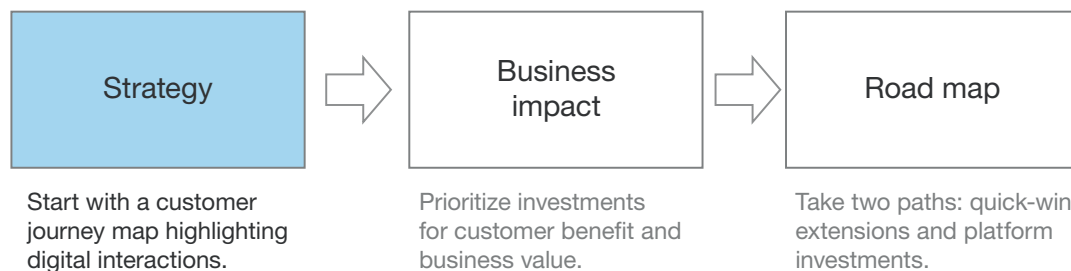 Strategy
Business
impact
Road map
Start with a customer
journey map highlighting
digital interactions.
Prioritize investments
for customer benefit and
business value.
Take two paths: quick-win
extensions and platform
investments.